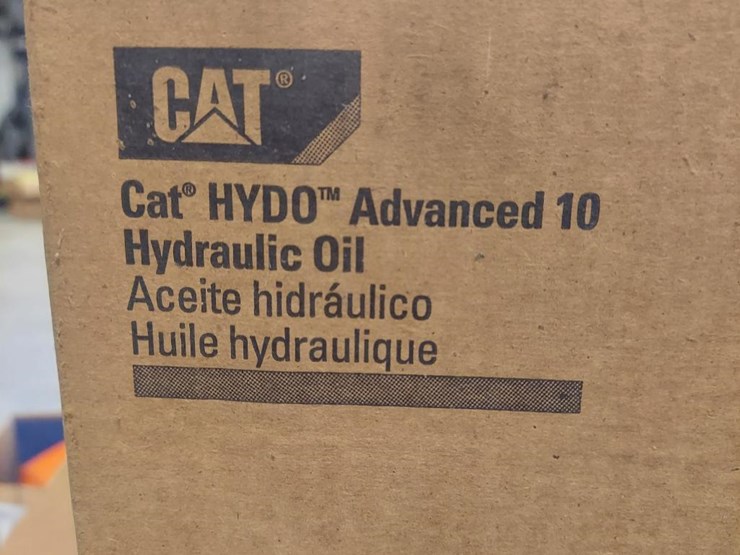 CAT®
Cat® HYDO™ Advanced 10
Hydraulic Oil
Aceite hidráulico
Huile hydraulique